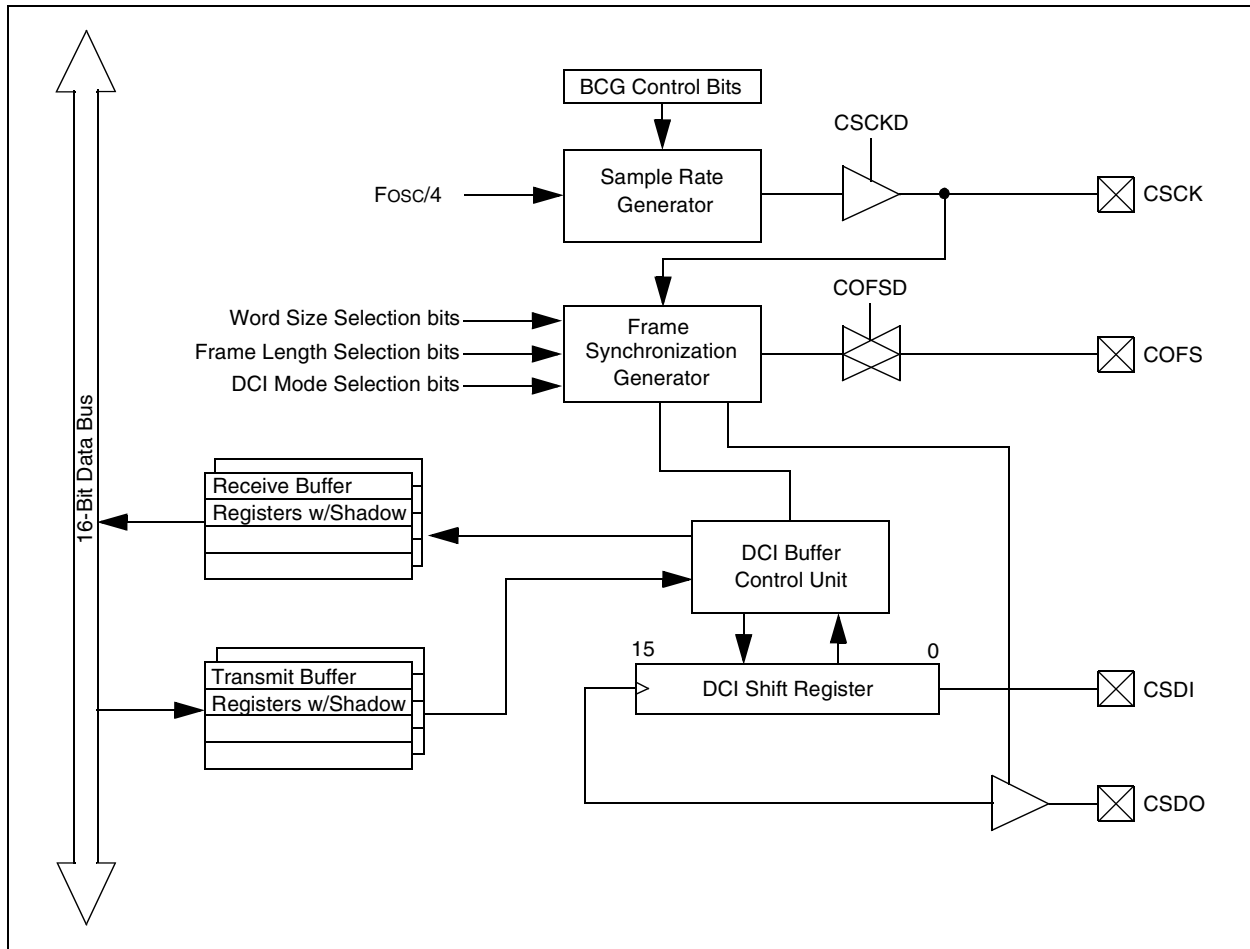 BCG Control Bits
CSCKD
FOSC/4
Sample Rate
Generator
CSCK
COFSD
Word Size Selection bits
Frame Length Selection bits
DCI Mode Selection bits
Frame
Synchronization
Generator
COFS
16-Bit Data Bus
Receive Buffer
Registers w/Shadow
DCI Buffer
Control Unit
15
0
Transmit Buffer
Registers w/Shadow
DCI Shift Register
CSDI
CSDO